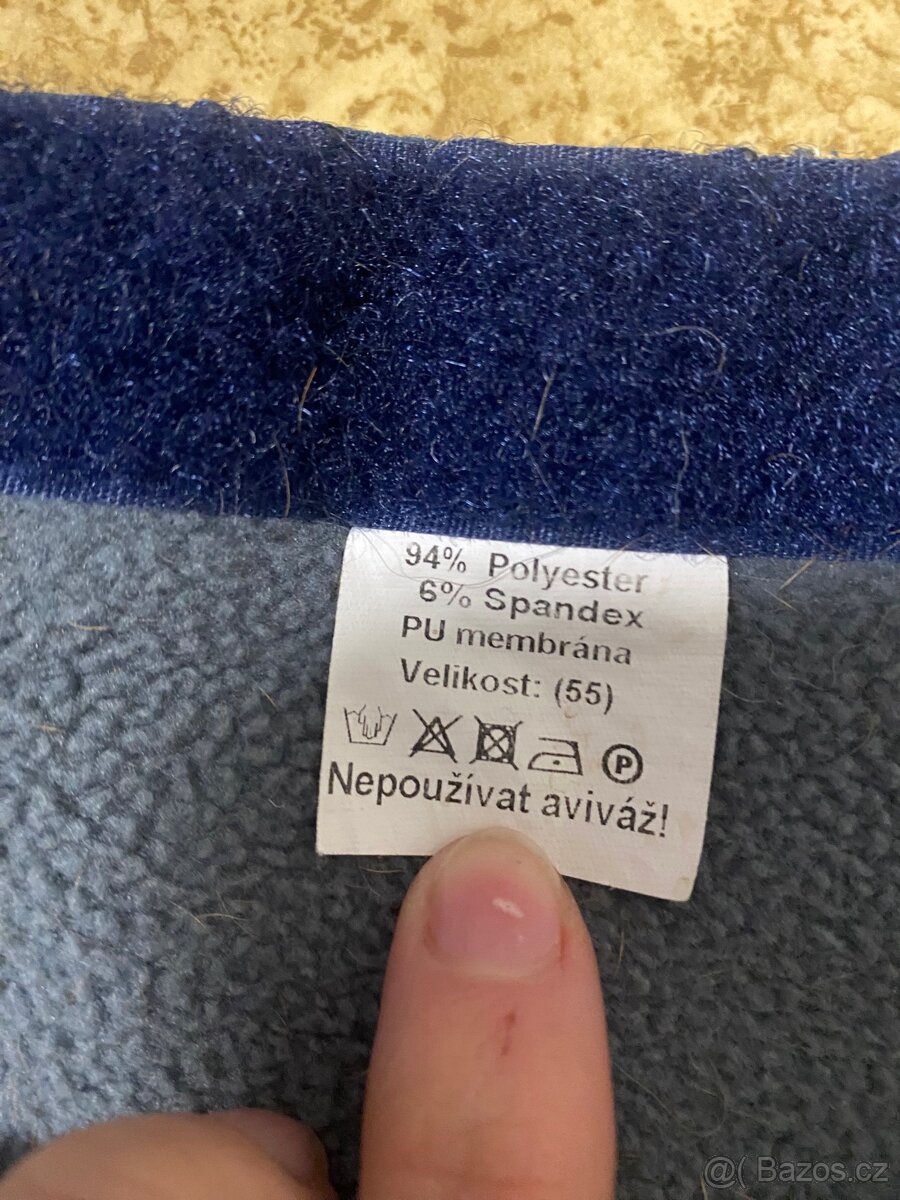 94% Polyester
6% Spandex
PU membrána
Velikost: (55)
P
Nepoužívat aviváž!
@( Bazos.cz